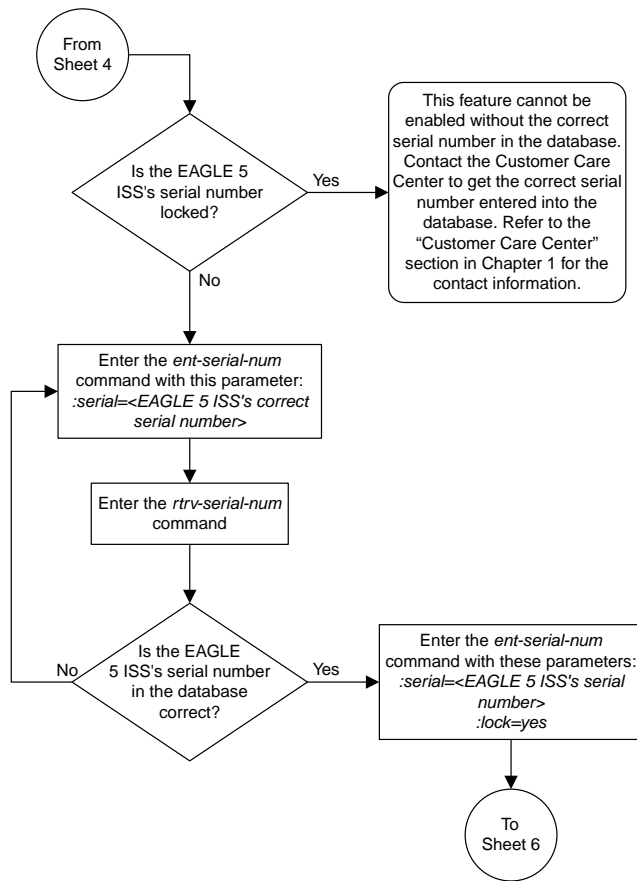 From
Sheet 4
This feature cannot be
enabled without the correct
serial number in the database.
Contact the Customer Care
Center to get the correct serial
number entered into the
database. Refer to the
“Customer Care Center”
section in Chapter 1 for the
contact information.
Is the EAGLE 5
ISS's serial number
locked?
Yes
No
Enter the ent-serial-num
command with this parameter:
:serial=<EAGLE 5 ISS's correct
serial number>
Enter the rtrv-serial-num
command
Is the EAGLE
5 ISS's serial number
in the database
correct?
No
Yes
Enter the ent-serial-num
command with these parameters:
:serial=<EAGLE 5 ISS's serial
number>
:lock=yes
To
Sheet 6